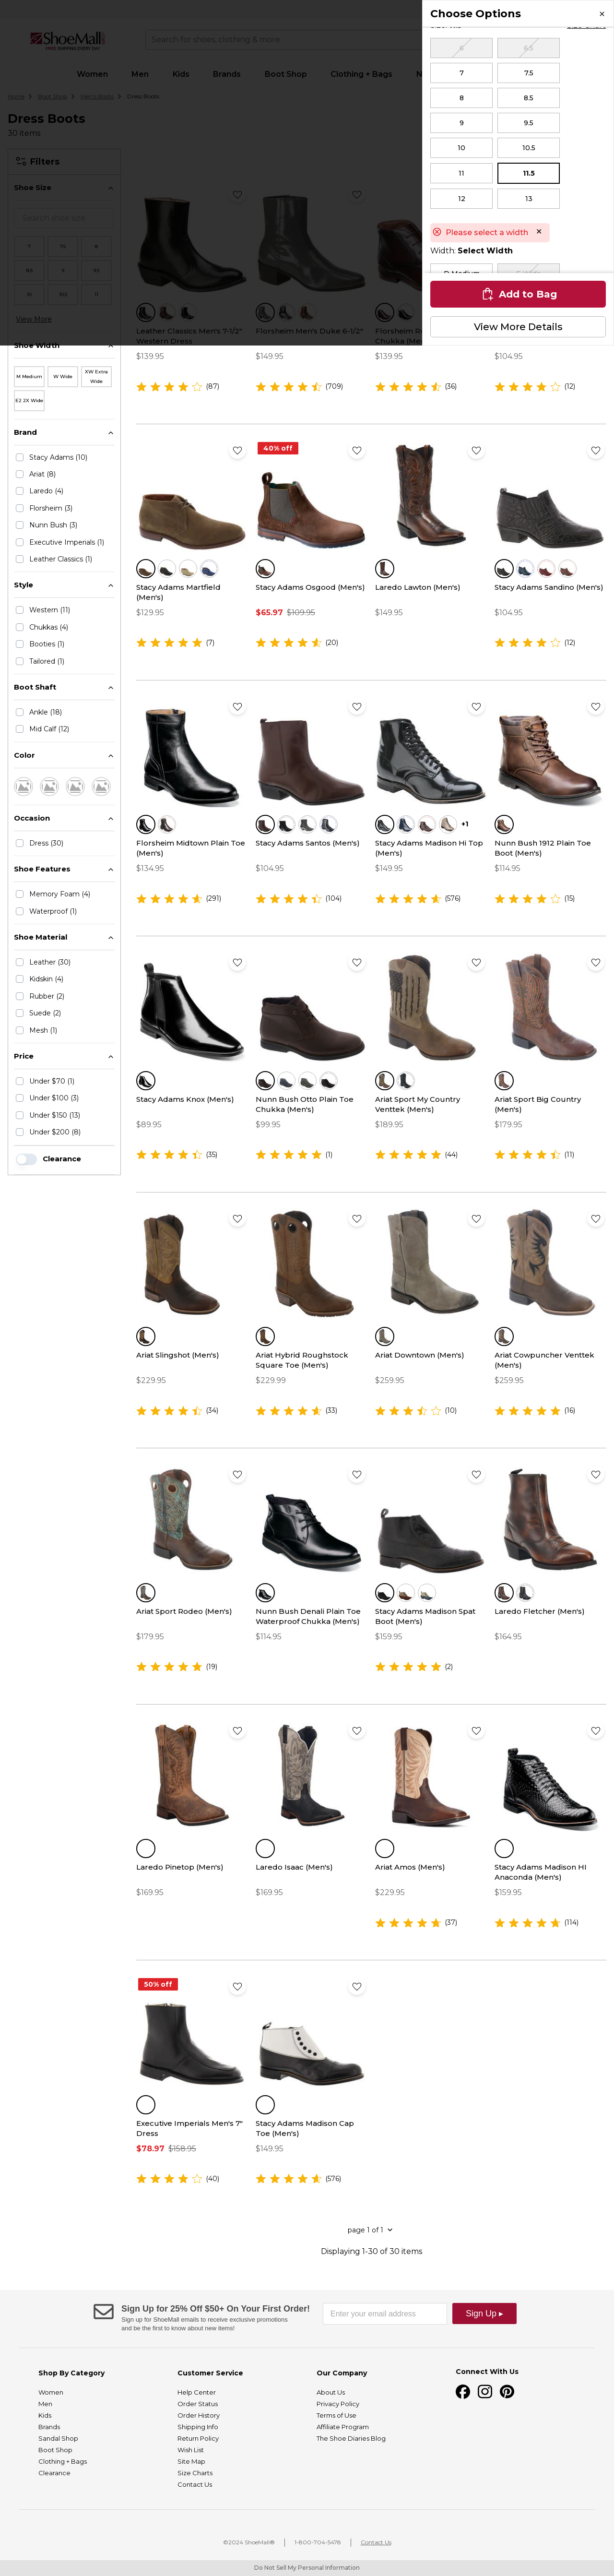 Choose Options
×
6
6.5
7
7.5
8
8.5
9
9.5
10
10.5
11
11.5
12
13
Please select a width
Width: Select Width
Add to Bag
View More Details
ShoeMall
FREE SHIPPING EVERY DAY
Search for shoes, clothing & more
Women
Men
Kids
Brands
Boot Shop
Clothing + Bags
Home
Boot Shop
Men's Boots
Dress Boots
Dress Boots
30 items
Filters
Shoe Size
Search shoe size
View More
Shoe Width
M Medium
W Wide
XW Extra Wide
E2 2X Wide
Brand
Stacy Adams (10)
Ariat (8)
Laredo (4)
Florsheim (3)
Nunn Bush (3)
Executive Imperials (1)
Leather Classics (1)
Style
Western (11)
Chukkas (4)
Booties (1)
Tailored (1)
Boot Shaft
Ankle (18)
Mid Calf (12)
Color
Occasion
Dress (30)
Shoe Features
Memory Foam (4)
Waterproof (1)
Shoe Material
Leather (30)
Kidskin (4)
Rubber (2)
Suede (2)
Mesh (1)
Price
Under $70 (1)
Under $100 (3)
Under $150 (13)
Under $200 (8)
Clearance
Leather Classics Men's 7-1/2" Western Dress
$139.95
(87)
Florsheim Men's Duke 6-1/2"
$149.95
(709)
$139.95
(36)
$104.95
(12)
Stacy Adams Martfield (Men's)
$129.95
(7)
40% off
Stacy Adams Osgood (Men's)
$65.97 $109.95
(20)
Laredo Lawton (Men's)
$149.95
Stacy Adams Sandino (Men's)
$104.95
(12)
Florsheim Midtown Plain Toe (Men's)
$134.95
(291)
Stacy Adams Santos (Men's)
$104.95
(104)
+1
Stacy Adams Madison Hi Top (Men's)
$149.95
(576)
Nunn Bush 1912 Plain Toe Boot (Men's)
$114.95
(15)
Stacy Adams Knox (Men's)
$89.95
(35)
Nunn Bush Otto Plain Toe Chukka (Men's)
$99.95
(1)
Ariat Sport My Country Venttek (Men's)
$189.95
(44)
Ariat Sport Big Country (Men's)
$179.95
(11)
Ariat Slingshot (Men's)
$229.95
(34)
Ariat Hybrid Roughstock Square Toe (Men's)
$229.99
(33)
Ariat Downtown (Men's)
$259.95
(10)
Ariat Cowpuncher Venttek (Men's)
$259.95
(16)
Ariat Sport Rodeo (Men's)
$179.95
(19)
Nunn Bush Denali Plain Toe Waterproof Chukka (Men's)
$114.95
Stacy Adams Madison Spat Boot (Men's)
$159.95
(2)
Laredo Fletcher (Men's)
$164.95
Laredo Pinetop (Men's)
$169.95
Laredo Isaac (Men's)
$169.95
Ariat Amos (Men's)
$229.95
(37)
Stacy Adams Madison HI Anaconda (Men's)
$159.95
(114)
50% off
Executive Imperials Men's 7" Dress
$78.97 $158.95
(40)
Stacy Adams Madison Cap Toe (Men's)
$149.95
(576)
page 1 of 1
Displaying 1-30 of 30 items
Sign Up for 25% Off $50+ On Your First Order!
Sign up for ShoeMall emails to receive exclusive promotions
and be the first to know about new items!
Enter your email address
Sign Up ▸
Shop By Category
Women
Men
Kids
Brands
Sandal Shop
Boot Shop
Clothing + Bags
Clearance
Customer Service
Help Center
Order Status
Order History
Shipping Info
Return Policy
Wish List
Site Map
Size Charts
Contact Us
Our Company
About Us
Privacy Policy
Terms of Use
Affiliate Program
The Shoe Diaries Blog
Connect With Us
©2024 ShoeMall®
1-800-704-5478
Contact Us
Do Not Sell My Personal Information